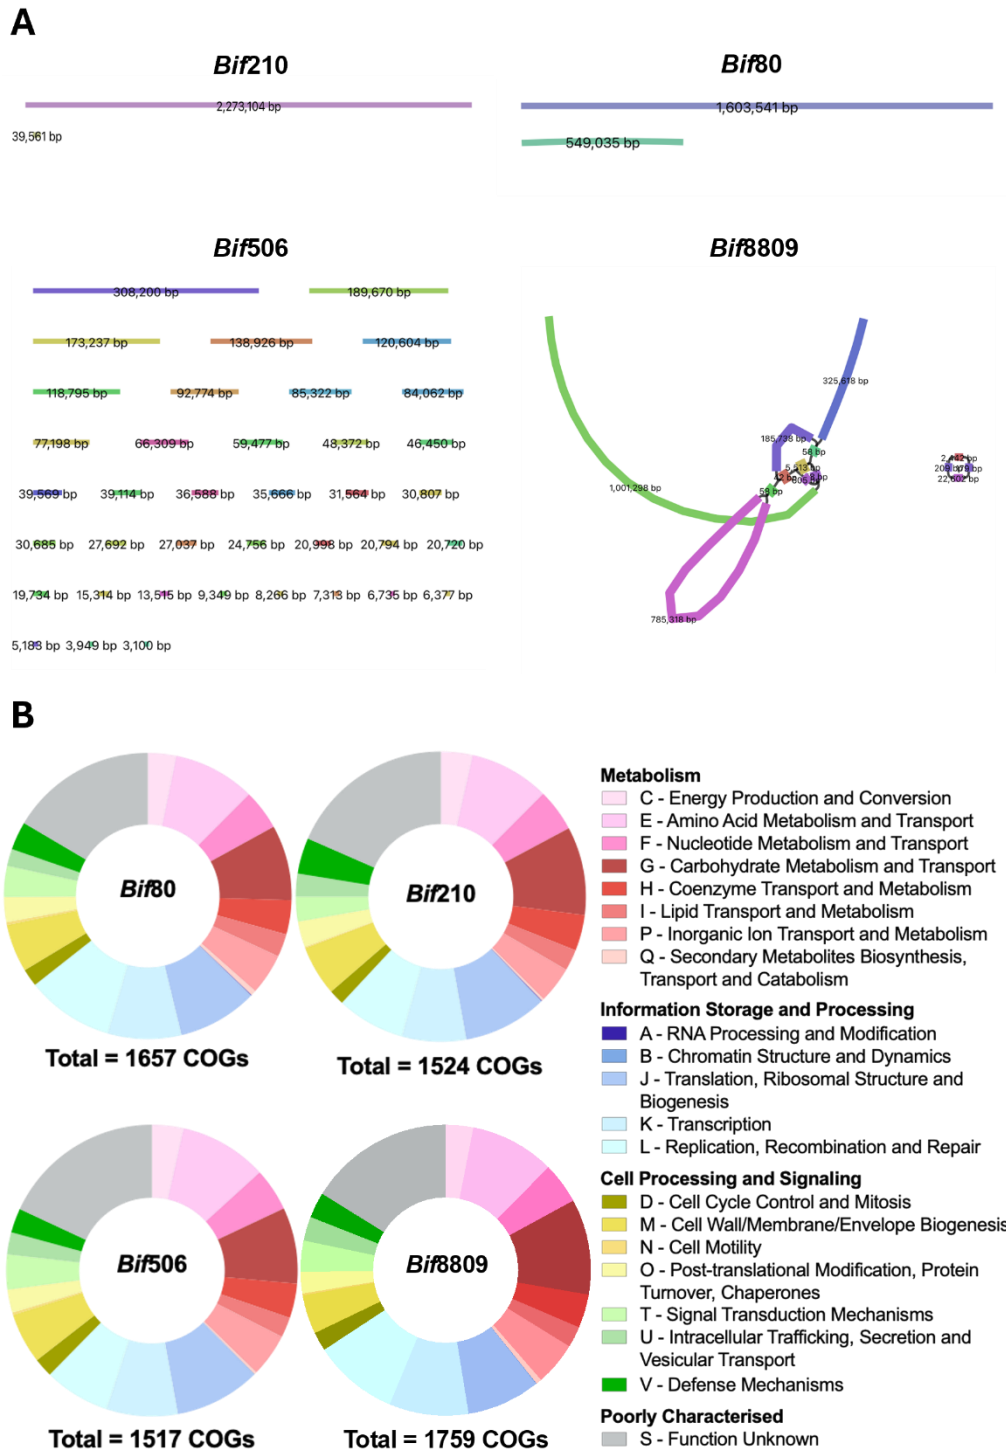 A
Bif210
2,273,104 bp
39,561 bp
Bif80
1,603,541 bp
549,035 bp
Bif506
308,200 bp 189,670 bp
173,237 bp 138,926 bp 120,604 bp
118,795 bp 92,774 bp 85,322 bp 84,062 bp
77,198 bp 66,309 bp 59,477 bp 48,372 bp 46,450 bp
39,569 bp 39,114 bp 36,588 bp 35,666 bp 31,564 bp 30,807 bp
30,685 bp 27,692 bp 27,037 bp 24,756 bp 20,998 bp 20,794 bp 20,720 bp
19,734 bp 15,314 bp 13,515 bp 9,349 bp 8,266 bp 7,313 bp 6,735 bp 6,377 bp
5,183 bp 3,949 bp 3,100 bp
Bif8809
325,618 bp
185,738 bp
58 bp
5,513 bp
1,001,298 bp
59 bp
785,318 bp
2,442 bp
22,602 bp
B
Bif80
Total = 1657 COGs
Bif210
Total = 1524 COGs
Bif506
Total = 1517 COGs
Bif8809
Total = 1759 COGs
Metabolism
C - Energy Production and Conversion
E - Amino Acid Metabolism and Transport
F - Nucleotide Metabolism and Transport
G - Carbohydrate Metabolism and Transport
H - Coenzyme Transport and Metabolism
I - Lipid Transport and Metabolism
P - Inorganic Ion Transport and Metabolism
Q - Secondary Metabolites Biosynthesis,
Transport and Catabolism
Information Storage and Processing
A - RNA Processing and Modification
B - Chromatin Structure and Dynamics
J - Translation, Ribosomal Structure and
Biogenesis
K - Transcription
L - Replication, Recombination and Repair
Cell Processing and Signaling
D - Cell Cycle Control and Mitosis
M - Cell Wall/Membrane/Envelope Biogenesis
N - Cell Motility
O - Post-translational Modification, Protein
Turnover, Chaperones
T - Signal Transduction Mechanisms
U - Intracellular Trafficking, Secretion and
Vesicular Transport
V - Defense Mechanisms
Poorly Characterised
S - Function Unknown